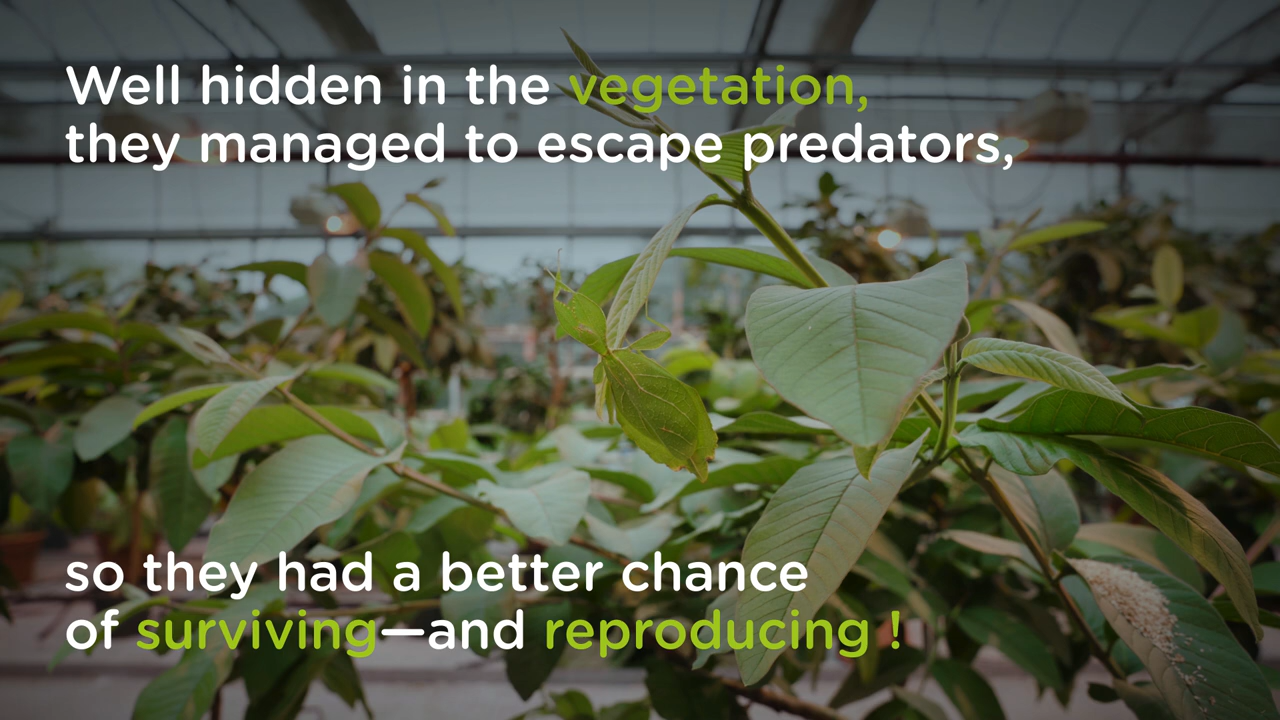 Well hidden in the vegetation,
they managed to escape predators,
so they had a better chance
of surviving—and reproducing !